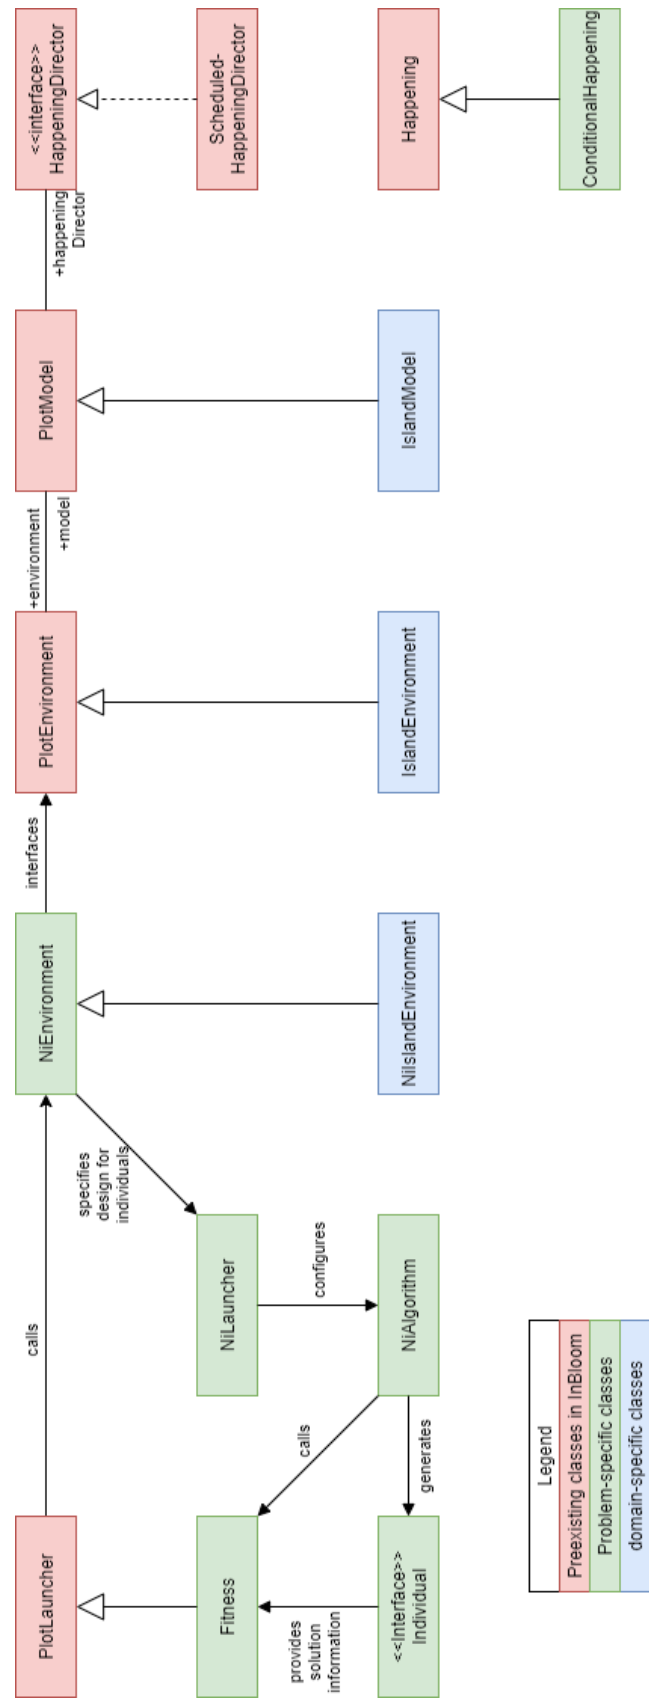 PlotLauncher
calls
NiEnvironment
interfaces
PlotEnvironment
+environment
+model
PlotModel
+happening
Director
<<interface>>
HappeningDirector
Fitness
specifies
design for
individuals
NiLauncher
Scheduled-
HappeningDirector
provides
solution
information
calls
configures
<<Interface>>
Individual
generates
NiAlgorithm
NiIslandEnvironment
IslandEnvironment
IslandModel
Happening
ConditionalHappening
Legend
Preexisting classes in InBloom
Problem-specific classes
domain-specific classes